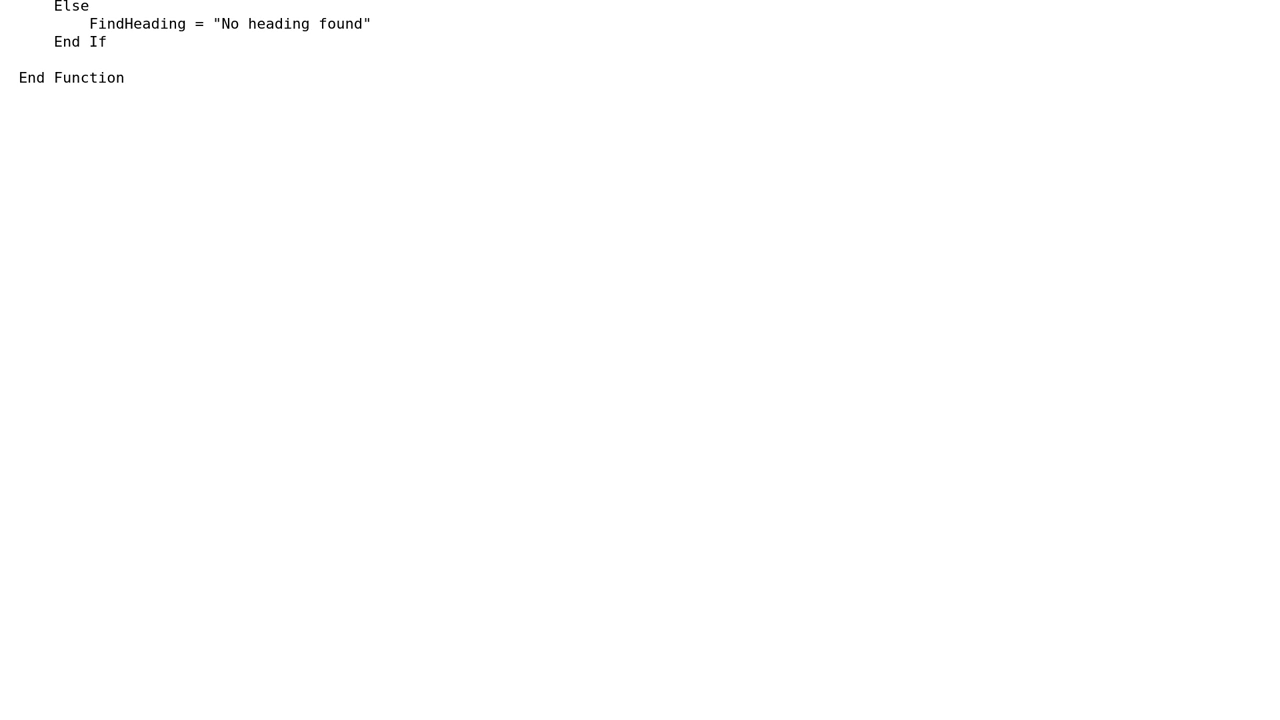 Else
        FindHeading = "No heading found"
    End If

End Function